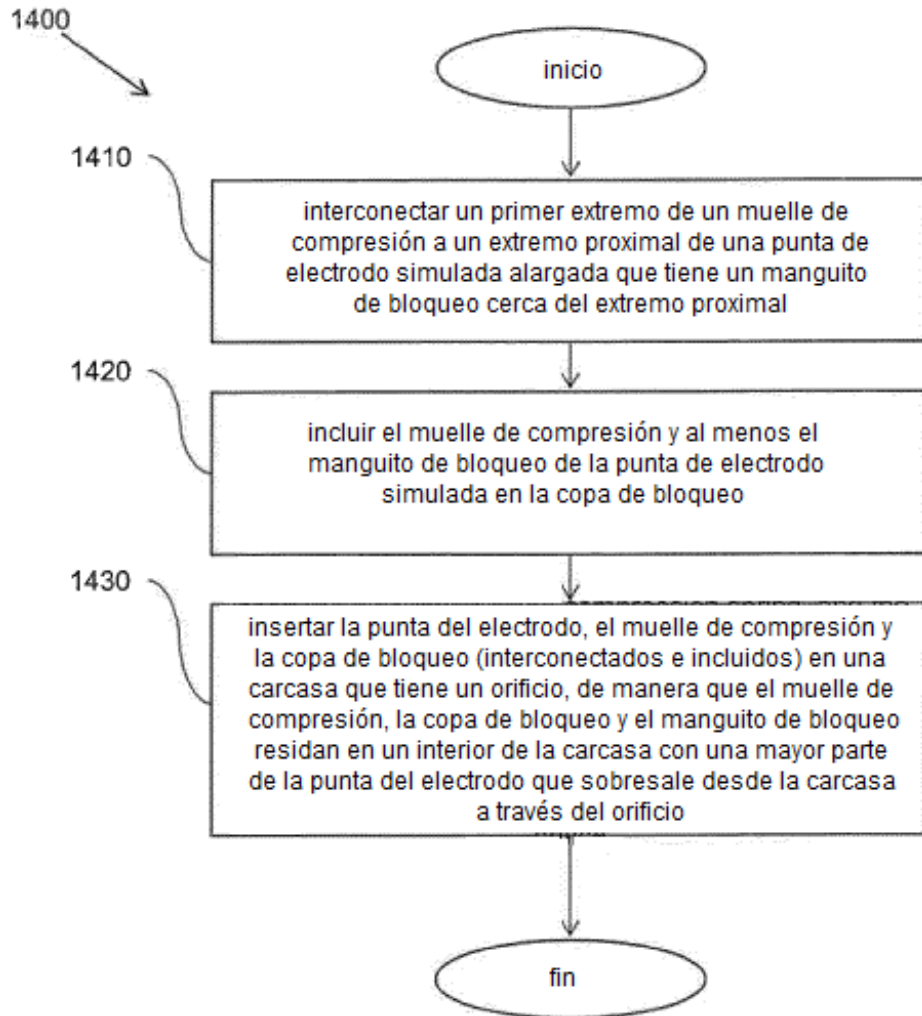 1400
inicio
1410
interconectar un primer extremo de un muelle de
compresión a un extremo proximal de una punta de
electrodo simulada alargada que tiene un manguito
de bloqueo cerca del extremo proximal
1420
incluir el muelle de compresión y al menos el
manguito de bloqueo de la punta de electrodo
simulada en la copa de bloqueo
1430
insertar la punta del electrodo, el muelle de compresión y
la copa de bloqueo (interconectados e incluidos) en una
carcasa que tiene un orificio, de manera que el muelle de
compresión, la copa de bloqueo y el manguito de bloqueo
residan en un interior de la carcasa con una mayor parte
de la punta del electrodo que sobresale desde la carcasa
a través del orificio
fin